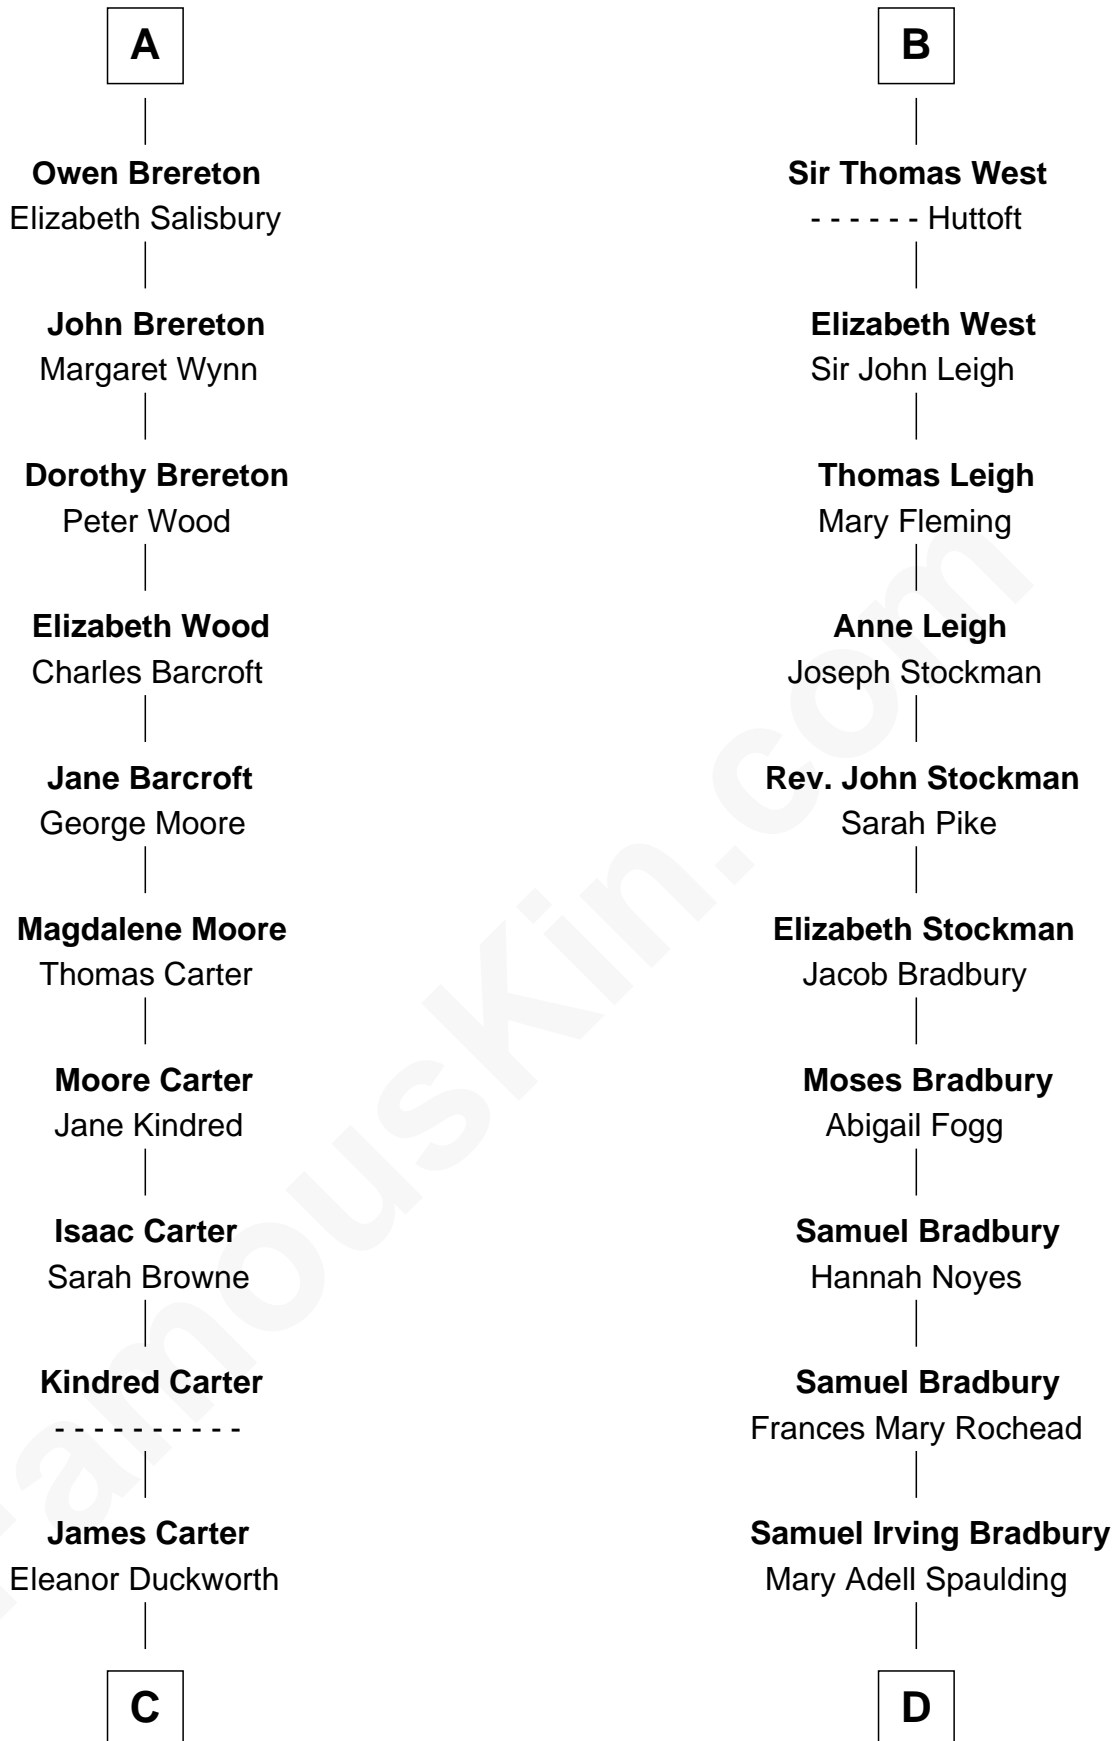 A
Owen Brereton
Elizabeth Salisbury
John Brereton
Margaret Wynn
Dorothy Brereton
Peter Wood
Elizabeth Wood
Charles Barcroft
Jane Barcroft
George Moore
Magdalene Moore
Thomas Carter
Moore Carter
Jane Kindred
Isaac Carter
Sarah Browne
Kindred Carter
- - - - - - - - - -
James Carter
Eleanor Duckworth
C
B
Sir Thomas West
- - - - - - Huttoft
Elizabeth West
Sir John Leigh
Thomas Leigh
Mary Fleming
Anne Leigh
Joseph Stockman
Rev. John Stockman
Sarah Pike
Elizabeth Stockman
Jacob Bradbury
Moses Bradbury
Abigail Fogg
Samuel Bradbury
Hannah Noyes
Samuel Bradbury
Frances Mary Rochead
Samuel Irving Bradbury
Mary Adell Spaulding
D
FamousKin.com